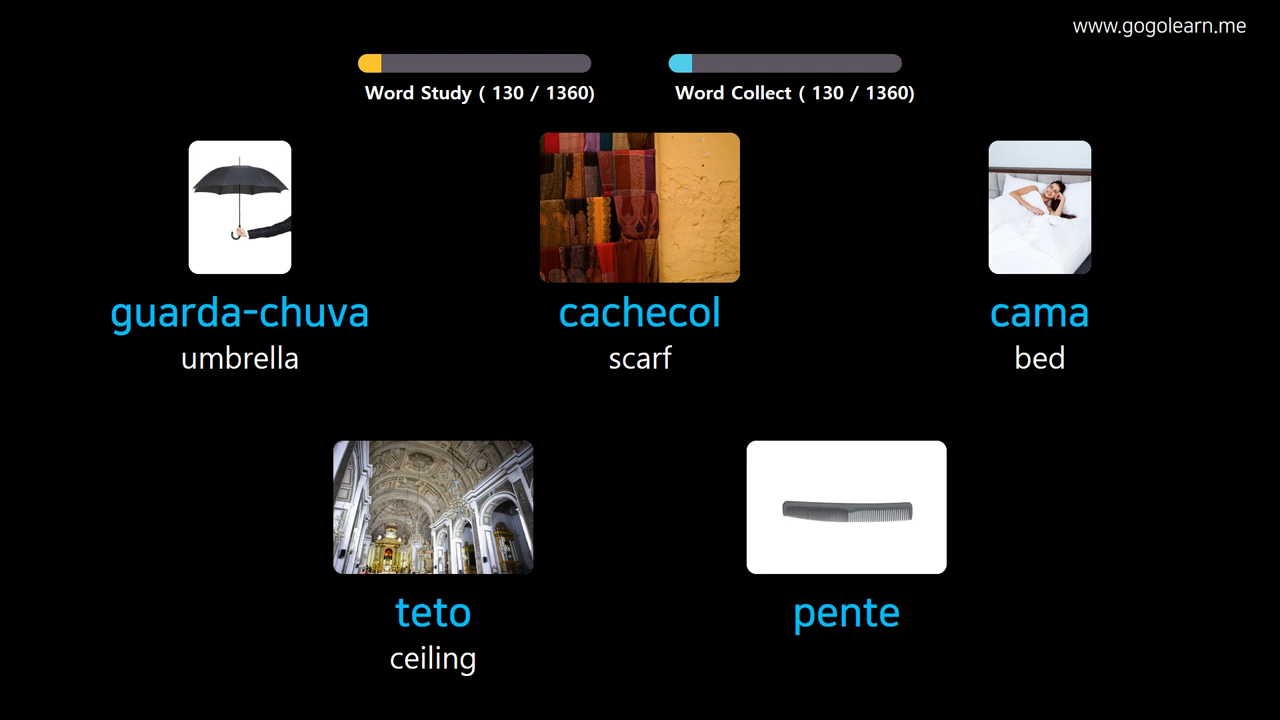 www.gogolearn.me
Word Study ( 130 / 1360)
Word Collect ( 130 / 1360)
guarda-chuva
umbrella
cachecol
scarf
cama
bed
teto
ceiling
pente